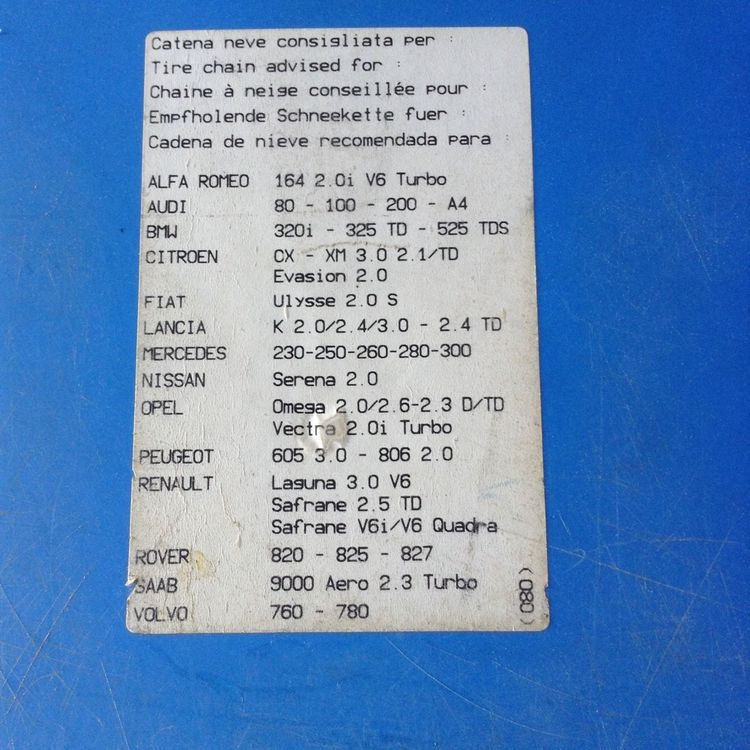 Catena neve consigliata per :
Tire chain advised for :
Chaine à neige conseillée pour :
Empfholende Schneekette fuer :
Cadena de nieve recomendada para :
ALFA ROMEO 164 2.0i V6 Turbo
AUDI 80 - 100 - 200 - A4
BMW 320i - 325 TD - 525 TDS
CITROEN CX - XM 3.0 2.1/TD
Evasion 2.0
FIAT Ulysse 2.0 S
LANCIA K 2.0/2.4/3.0 - 2.4 TD
MERCEDES 230-250-260-280-300
NISSAN Serena 2.0
OPEL Omega 2.0/2.6-2.3 D/TD
Vectra 2.0i Turbo
PEUGEOT 605 3.0 - 806 2.0
RENAULT Laguna 3.0 V6
Safrane 2.5 TD
Safrane V6i/V6 Quadra
ROVER 820 - 825 - 827
SAAB 9000 Aero 2.3 Turbo
VOLVO 760 - 780
(080)